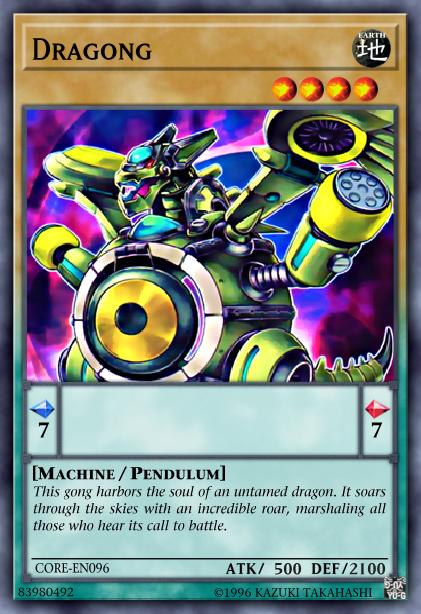 DRAGONG
EARTH
地
7
7
[MACHINE / PENDULUM]
This gong harbors the soul of an untamed dragon. It soars
through the skies with an incredible roar, marshaling all
those who hear its call to battle.
CORE-EN096
ATK/ 500 DEF/2100
83980492
©1996 KAZUKI TAKAHASHI